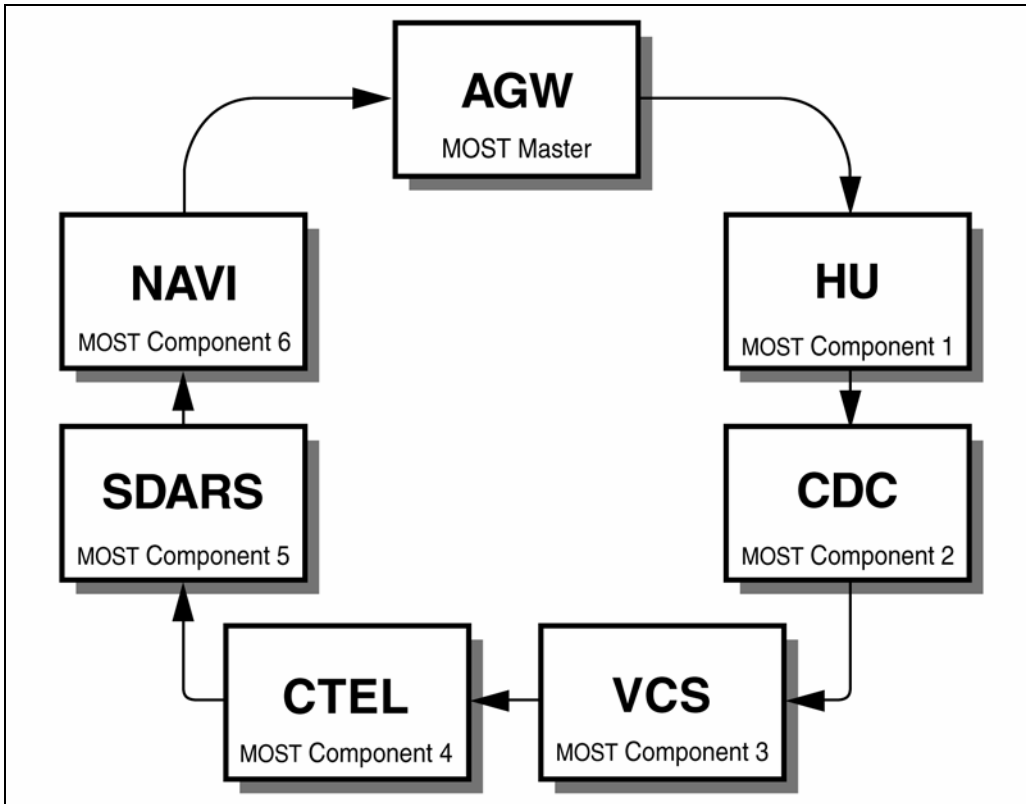 AGW
MOST Master
HU
MOST Component 1
CDC
MOST Component 2
VCS
MOST Component 3
CTEL
MOST Component 4
SDARS
MOST Component 5
NAVI
MOST Component 6